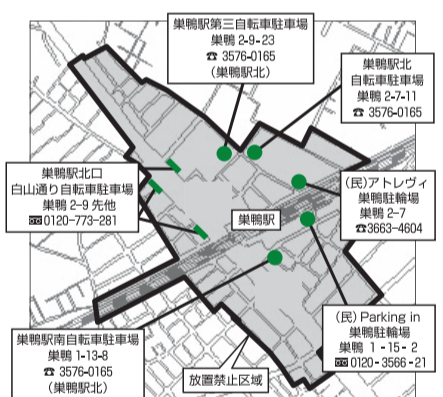 巣鴨駅第三自転車駐車場
巣鴨 2-9-23
☎ 3576-0165
(巣鴨駅北)
巣鴨駅北
自転車駐車場
巣鴨 2-7-11
☎ 3576-0165
巣鴨駅北口
白山通り自転車駐車場
巣鴨 2-9 先他
0120-773-281
(民)アトレヴィ
巣鴨駐輪場
巣鴨 2-7
☎3663-4604
巣鴨駅
(民) Parking in
巣鴨駐輪場
巣鴨 1 - 15 - 2
0120 - 3566 - 21
巣鴨駅南自転車駐車場
巣鴨 1-13-8
☎ 3576-0165
(巣鴨駅北)
放置禁止区域